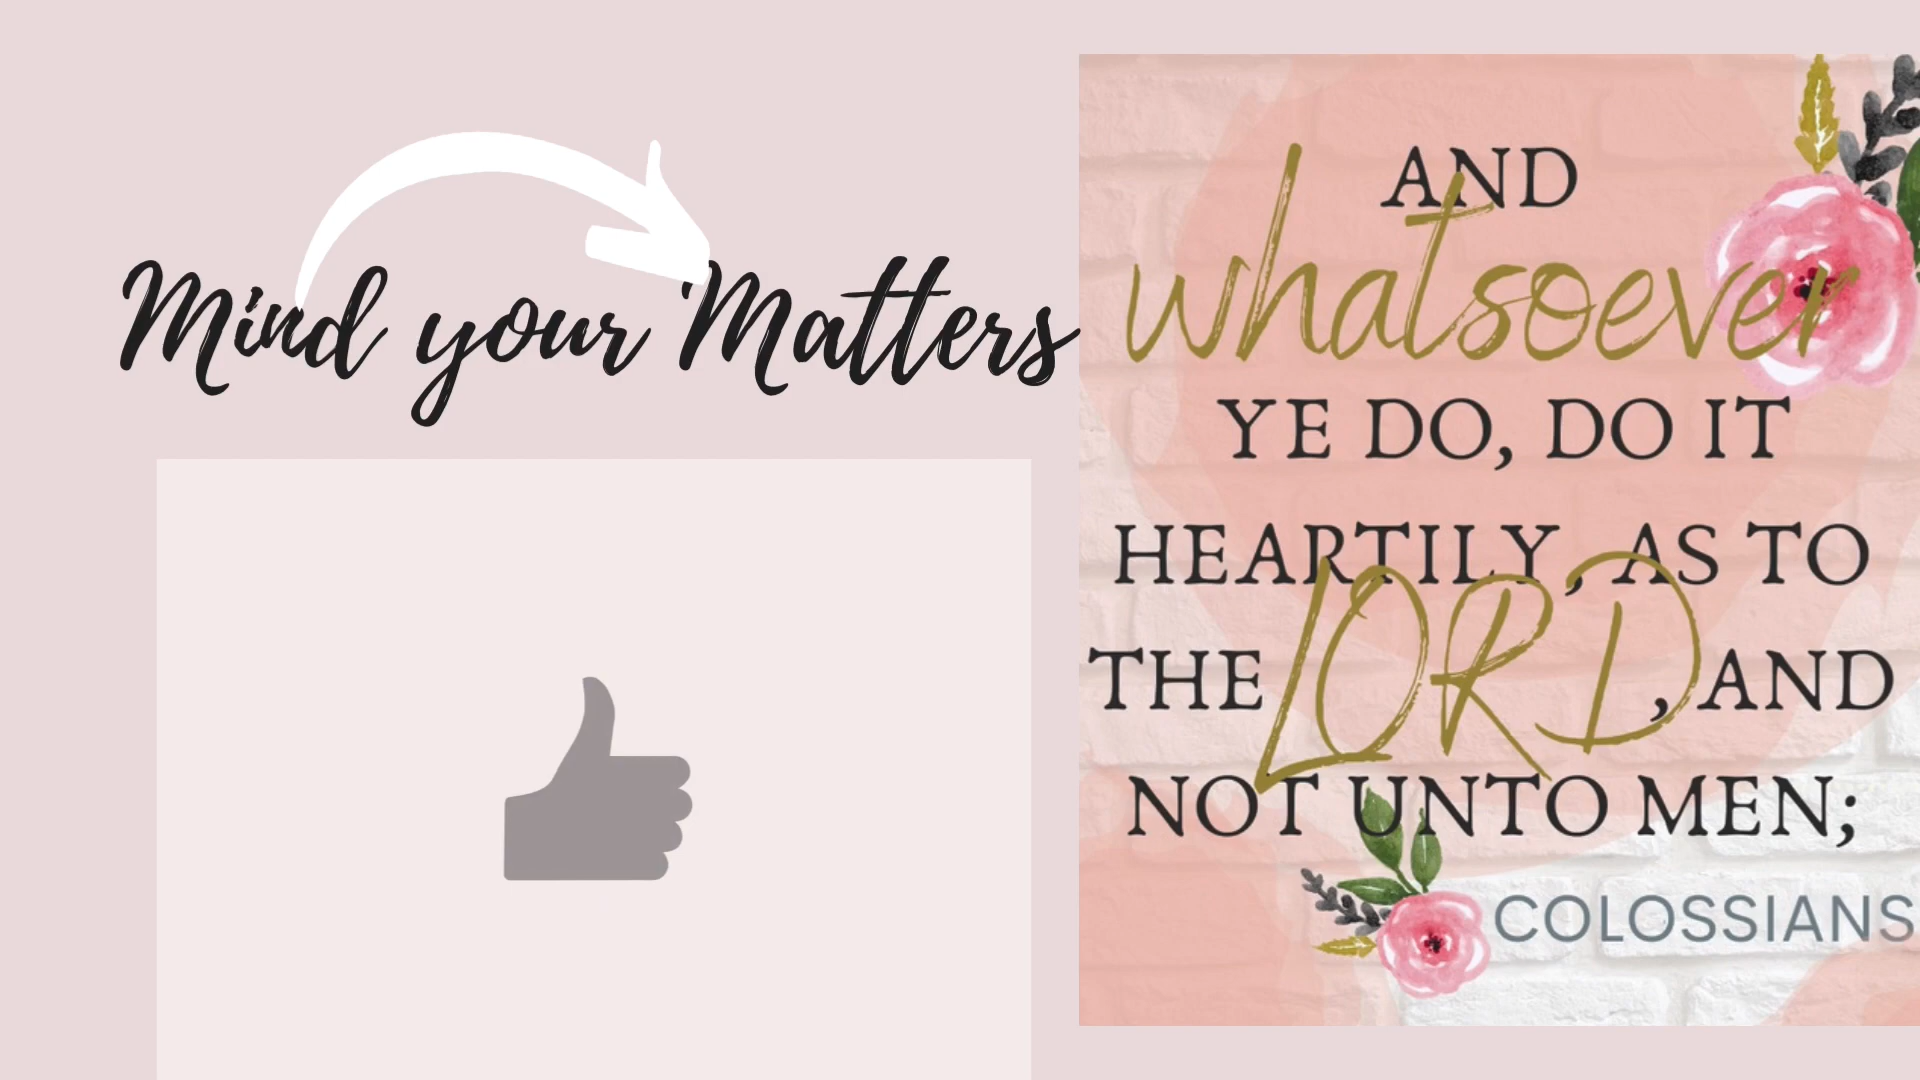 Mind your Matters
AND
whatsoever
YE DO, DO IT
HEARTILY, AS TO
THE LORD, AND
NOT UNTO MEN;
COLOSSIANS